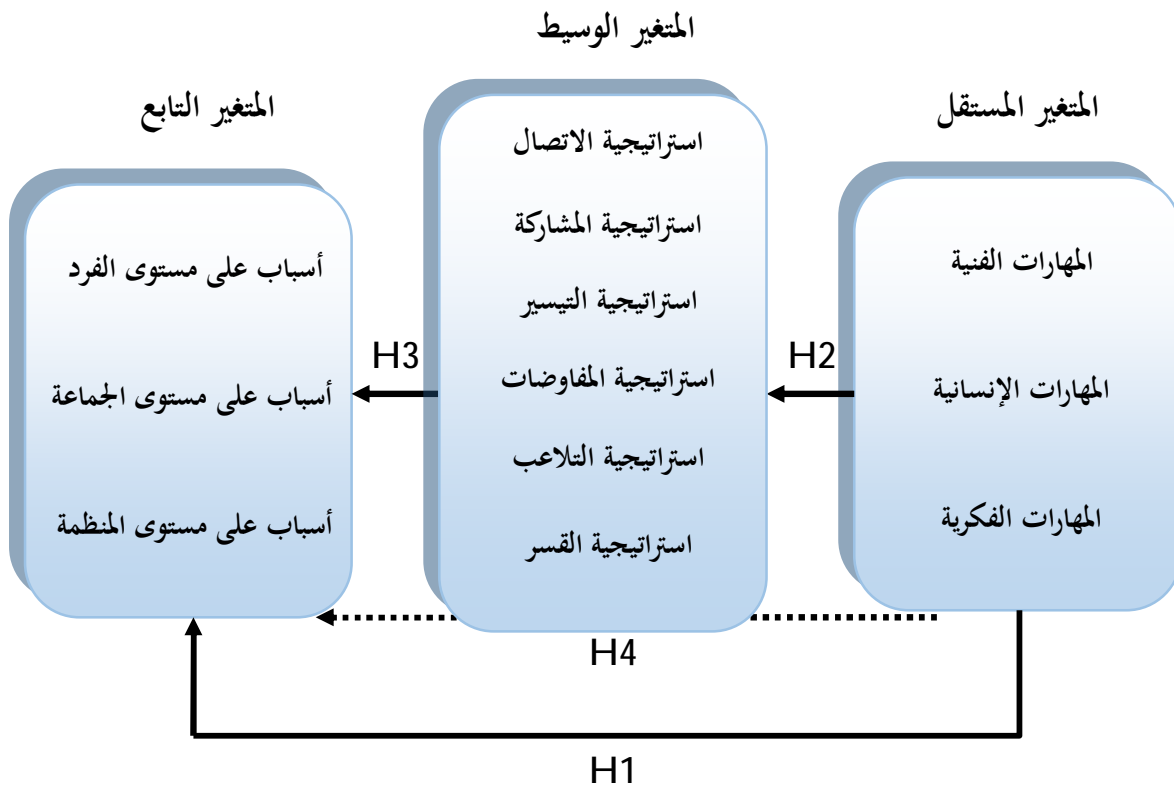 المتغير الوسيط
المتغير المستقل
المتغير التابع
المهارات الفنية
المهارات الإنسانية
المهارات الفكرية
H2
استراتيجية الاتصال
استراتيجية المشاركة
استراتيجية التيسير
استراتيجية المفاوضات
استراتيجية التلاعب
استراتيجية القسر
H3
أسباب على مستوى الفرد
أسباب على مستوى الجماعة
أسباب على مستوى المنظمة
H4
H1